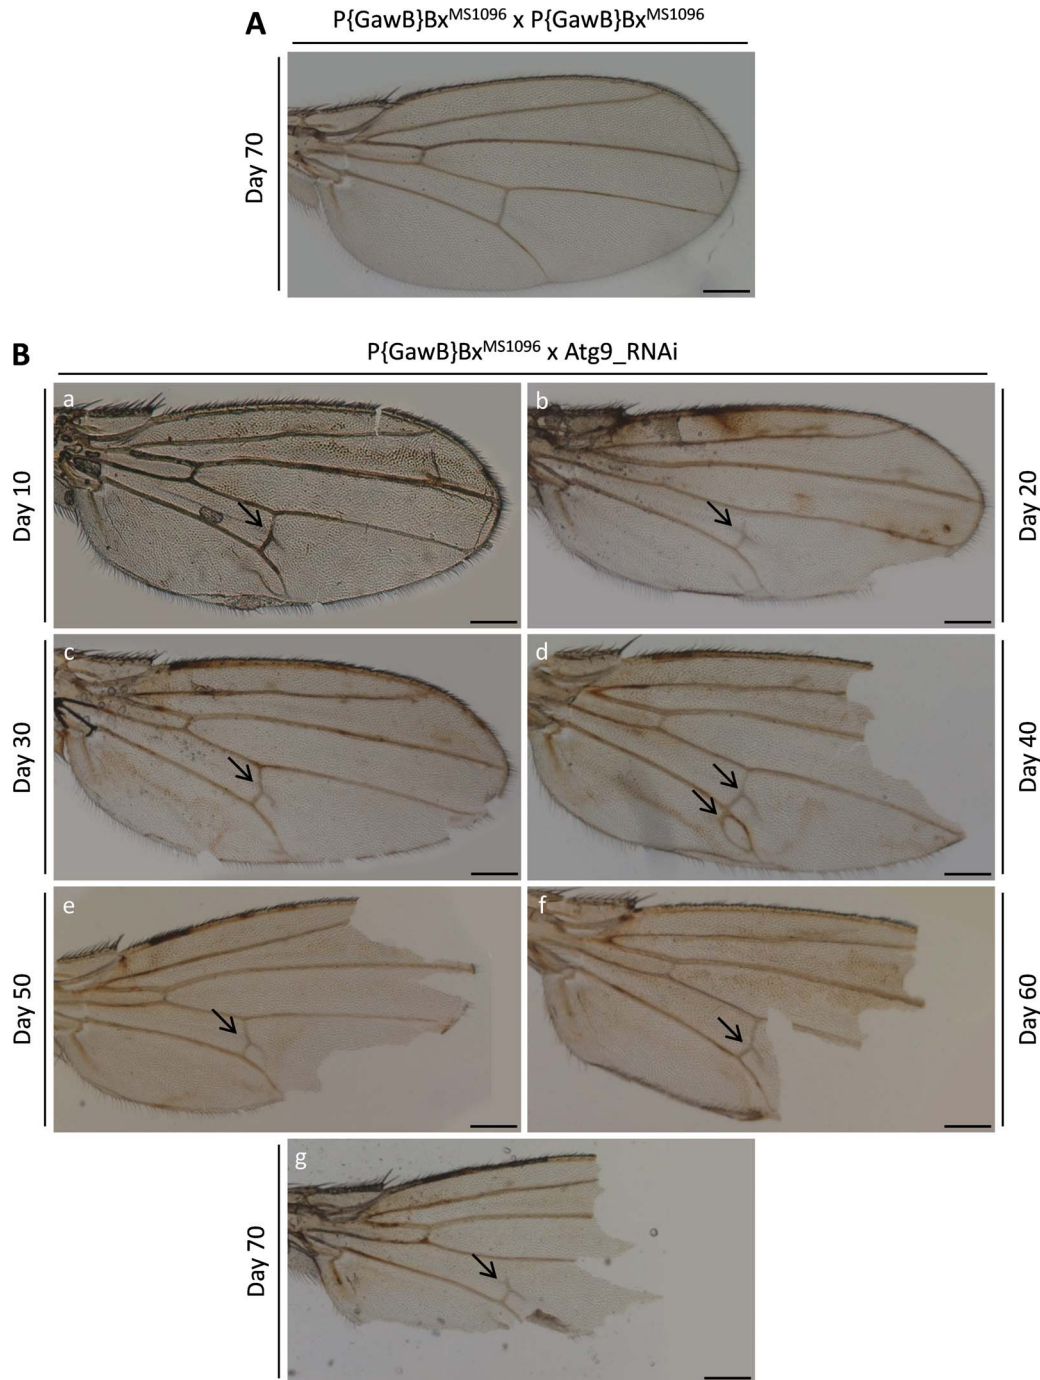 A
P{GawB}Bx^MS1096 x P{GawB}Bx^MS1096
Day 70
B
P{GawB}Bx^MS1096 x Atg9_RNAi
a
b
Day 10
Day 20
c
d
Day 30
Day 40
e
f
Day 50
Day 60
g
Day 70